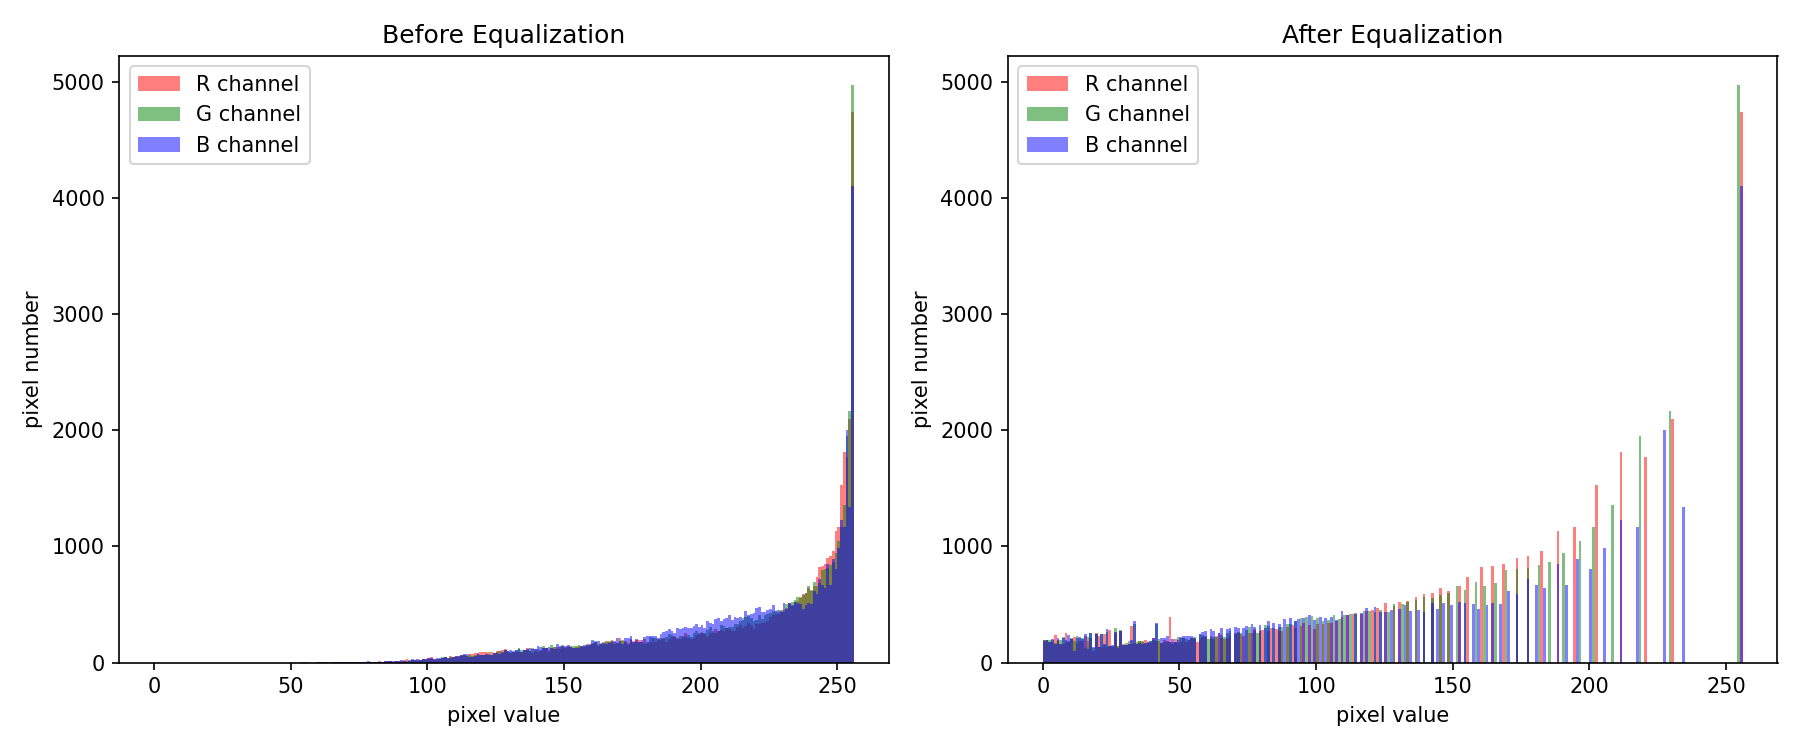 Before Equalization
R channel
G channel
B channel
5000
4000
3000
2000
1000
0
pixel number
0 50 100 150 200 250
pixel value
After Equalization
R channel
G channel
B channel
5000
4000
3000
2000
1000
0
pixel number
0 50 100 150 200 250
pixel value